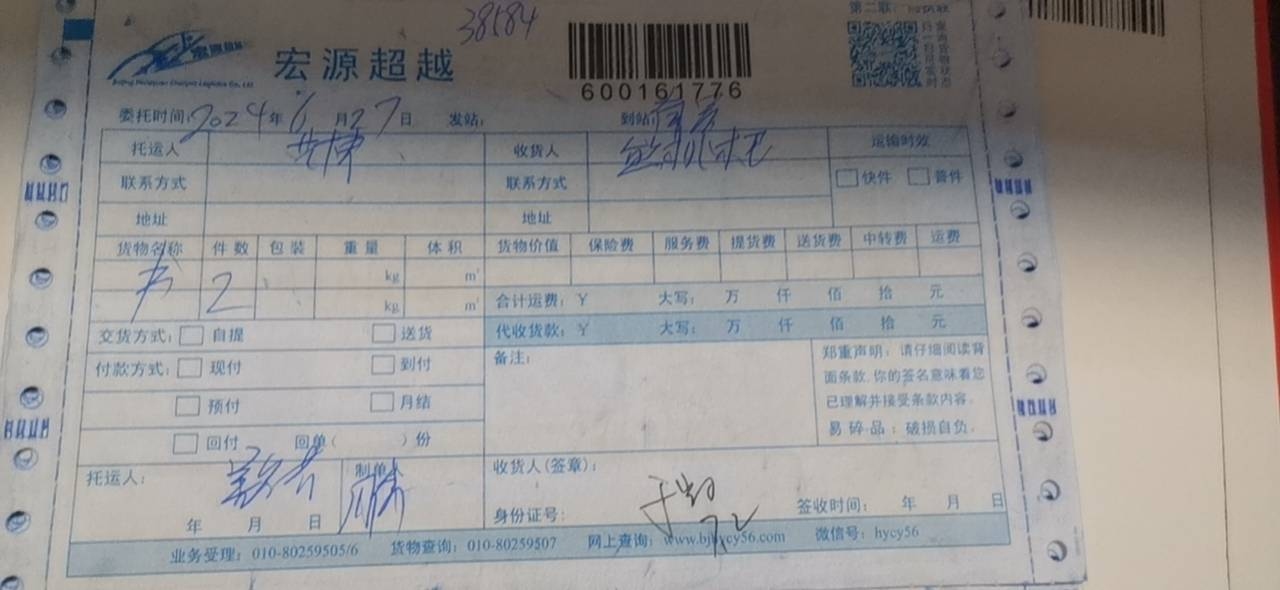 38584
第二联：
宏源超越
600161776
委托时间：2024年6月27日 发站： 到站：
托运人 收货人 运输时效
联系方式 联系方式 快件 普件
地址 地址
货物名称 件数 包装 重量 体积 货物价值 保险费 服务费 提货费 送货费 中转费 运费
书 2 kg m³
kg m³
合计运费：￥ 大写： 万 仟 佰 拾 元
交货方式： 自提 送货 代收货款：￥ 大写： 万 仟 佰 拾 元
付款方式： 现付 到付 备注：
预付 月结
回付 回单（ ）份
郑重声明：请仔细阅读背
面条款.你的签名意味着您
已理解并接受条款内容。
易碎品：破损自负。
托运人： 制单人 收货人(签章)：
年 月 日 身份证号： 签收时间： 年 月 日
业务受理：010-80259505/6 货物查询：010-80259507 网上查询：www.bjhycy56.com 微信号：hycy56